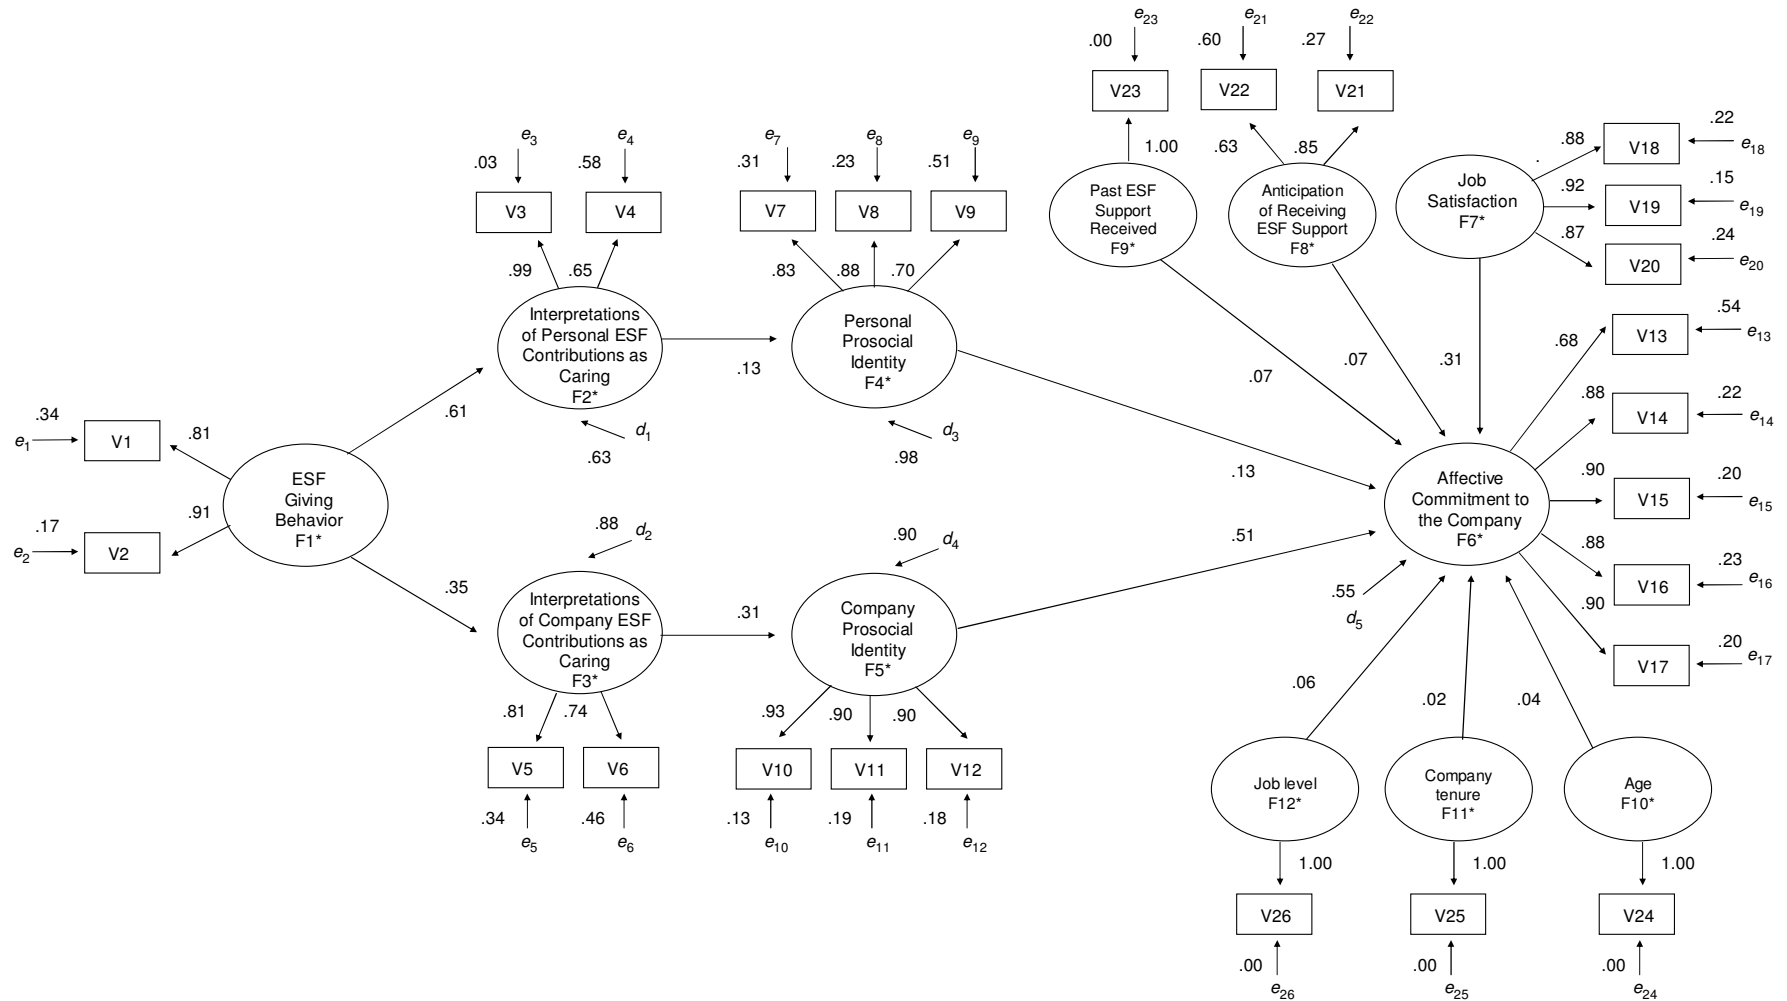 e23
e21
e22
.00
.60
.27
V23
V22
V21
1.00
.63
.85
Past ESF
Support
Received
F9*
Anticipation
of Receiving
ESF Support
F8*
Job
Satisfaction
F7*
.
.88
.92
.87
V18
V19
V20
.22
e18
.15
e19
.24
e20
e3
e4
.03
.58
V3
V4
.99
.65
e7
e8
e9
.31
.23
.51
V7
V8
V9
.83
.88
.70
Interpretations
of Personal ESF
Contributions as
Caring
F2*
.13
Personal
Prosocial
Identity
F4*
d1
.63
d3
.98
.07
.07
.31
.13
.51
.34
e1
V1
.81
.17
e2
V2
.91
ESF
Giving
Behavior
F1*
.61
.35
.88
d2
.90
d4
Interpretations
of Company ESF
Contributions as
Caring
F3*
.31
Company
Prosocial
Identity
F5*
.81
.74
V5
V6
.34
.46
e5
e6
.93
.90
.90
V10
V11
V12
.13
.19
.18
e10
e11
e12
Affective
Commitment to
the Company
F6*
.55
d5
.68
.88
.90
.88
.90
V13
V14
V15
V16
V17
.54
e13
.22
e14
.20
e15
.23
e16
.20
e17
.06
.02
.04
Job level
F12*
Company
tenure
F11*
Age
F10*
1.00
1.00
1.00
V26
V25
V24
.00
.00
.00
e26
e25
e24